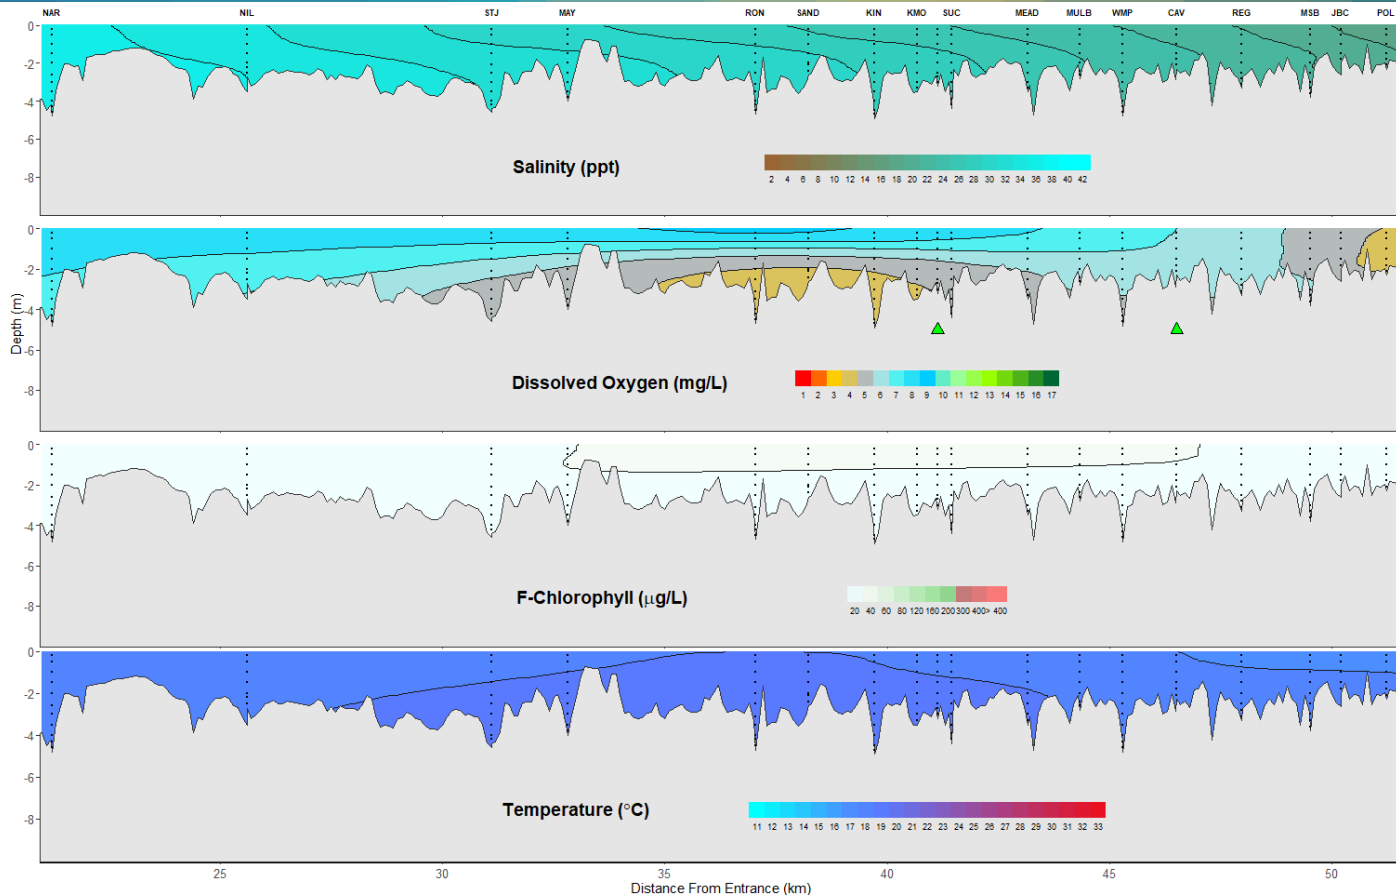 NAR NIL STJ MAY RON SAND KIN KMO SUC MEAD MULB WMP CAV REG MSB JBC POL
0
-2
-4
-6
-8
Salinity (ppt)
2 4 6 8 10 12 14 16 18 20 22 24 26 28 30 32 34 36 38 40 42
0
-2
-4
-6
-8
Depth (m)
Dissolved Oxygen (mg/L)
1 2 3 4 5 6 7 8 9 10 11 12 13 14 15 16 17
0
-2
-4
-6
-8
F-Chlorophyll (μg/L)
20 40 60 80 120 160 200 300 400 > 400
0
-2
-4
-6
-8
Temperature (°C)
11 12 13 14 15 16 17 18 19 20 21 22 23 24 25 26 27 28 29 30 31 32 33
25 30 35 40 45 50
Distance From Entrance (km)